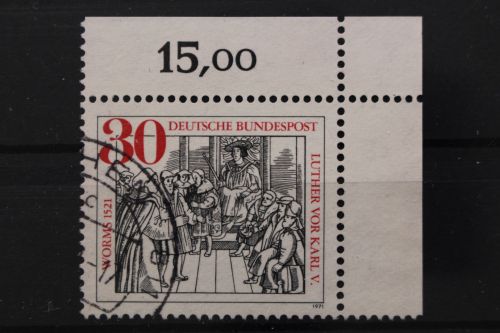 15,00
30
DEUTSCHE BUNDESPOST
LUTHER VOR KARL V.
WORMS 1521
1971